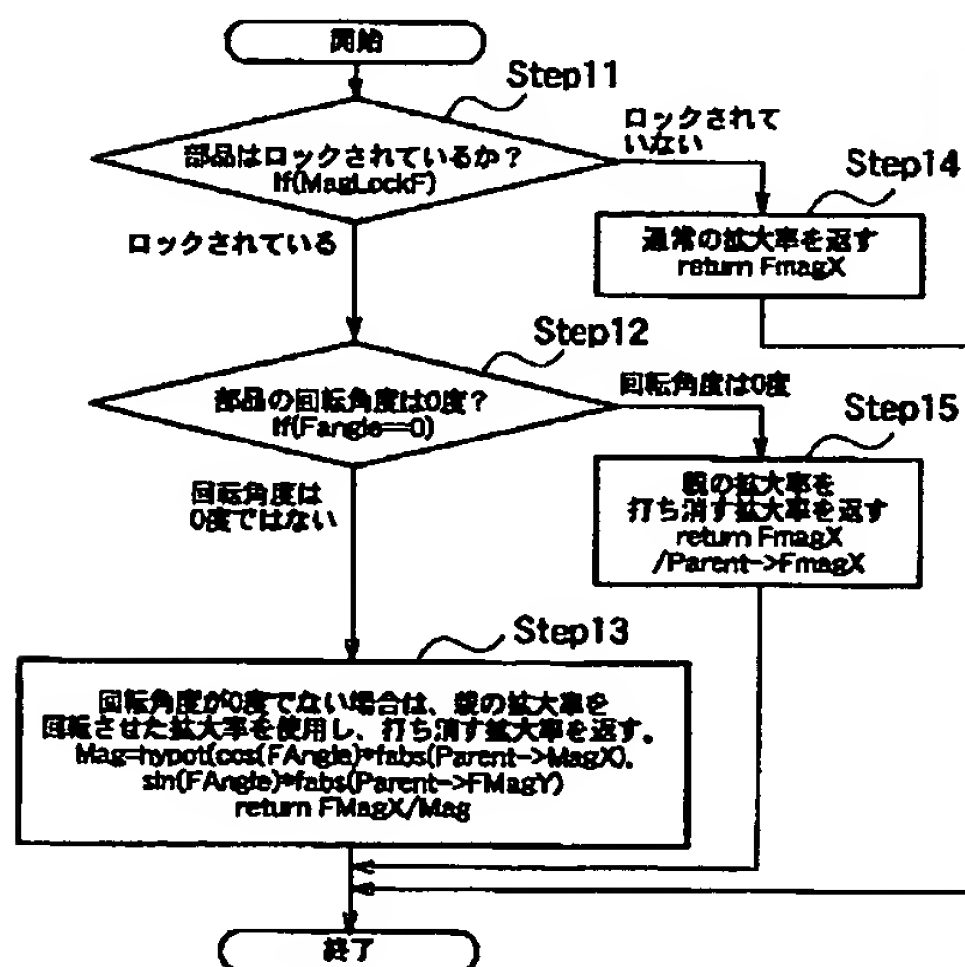 開始
Step11
部品はロックされているか？
if(MagLockF)
ロックされて
いない
Step14
通常の拡大率を返す
return FmagX
ロックされている
Step12
部品の回転角度は0度？
if(Fangle==0)
回転角度は0度
Step15
親の拡大率を
打ち消す拡大率を返す
return FmagX
/Parent->FmagX
回転角度は
0度ではない
Step13
回転角度が0度でない場合は、親の拡大率を
回転させた拡大率を使用し、打ち消す拡大率を返す。
Mag=hypot(cos(FAngle)*fabs(Parent->MagX),
sin(FAngle)*fabs(Parent->FMagY)
return FMagX/Mag
終了